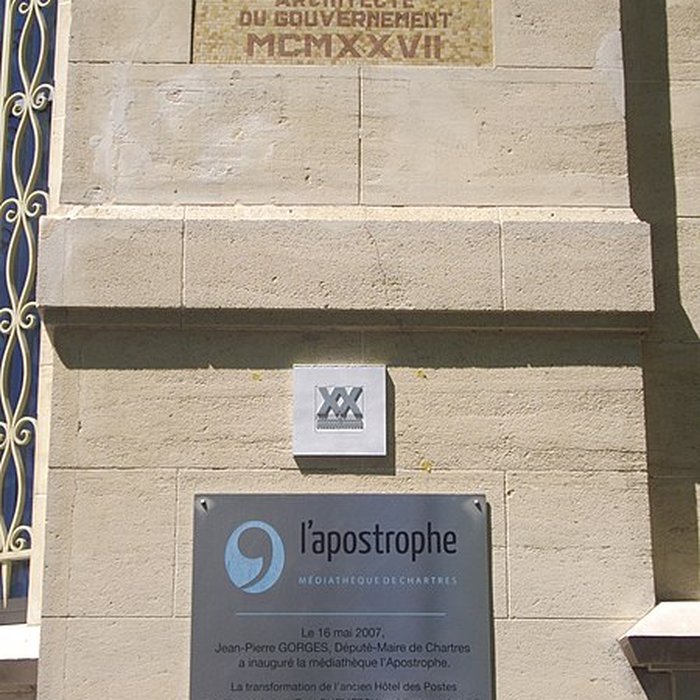 ARCHITECTE
DU GOUVERNEMENT
MCMXXVII
XX
l'apostrophe
MÉDIATHÈQUE DE CHARTRES
Le 16 mai 2007,
Jean-Pierre GORGES, Député-Maire de Chartres
a inauguré la médiathèque l'Apostrophe.
La transformation de l'ancien Hôtel des Postes